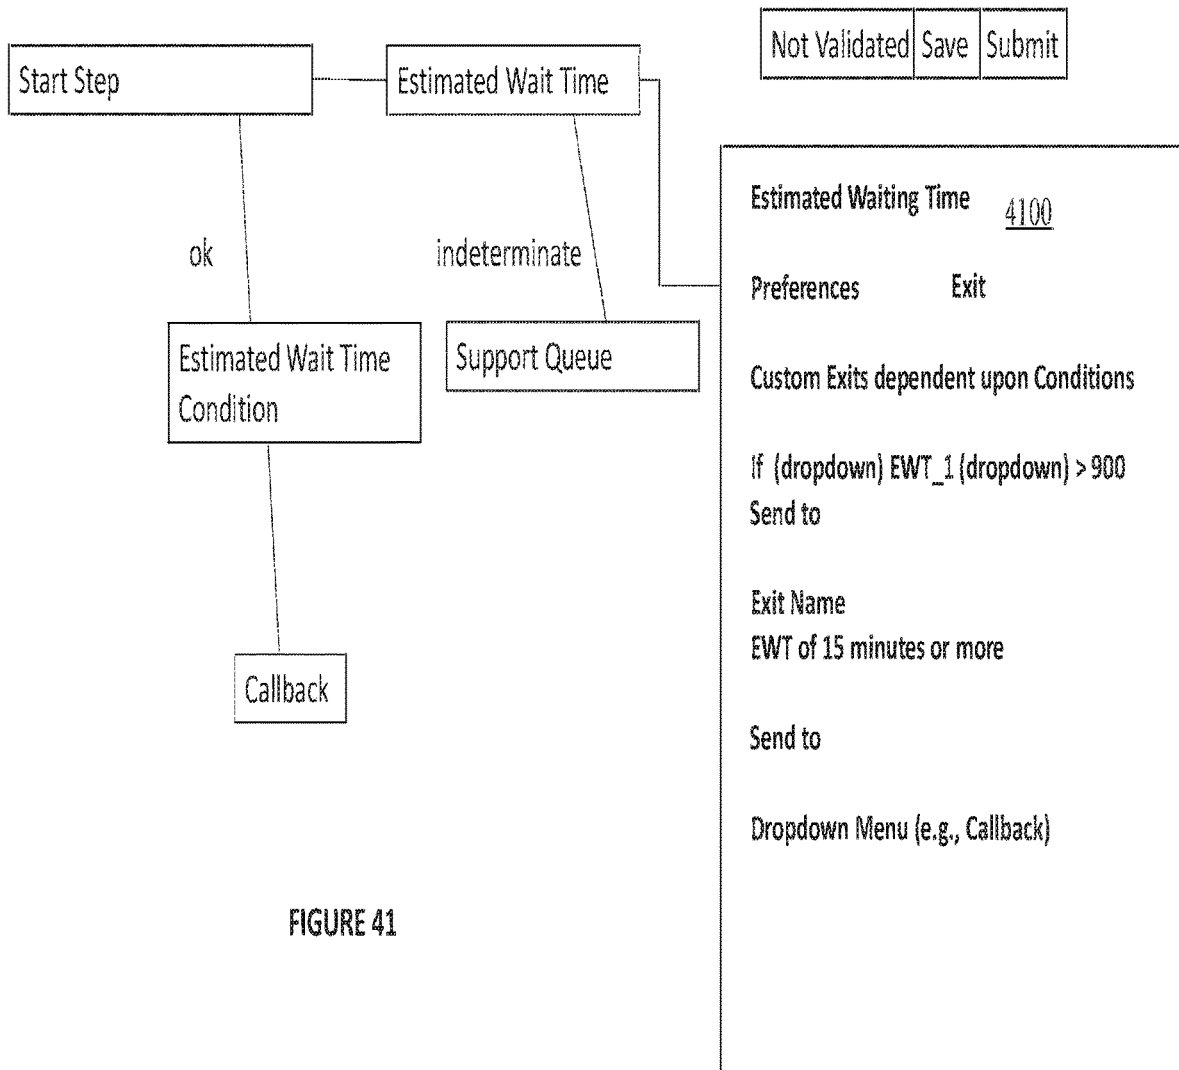 Not Validated Save Submit
Start Step
Estimated Wait Time
ok
indeterminate
Estimated Wait Time
Condition
Support Queue
Callback
Estimated Waiting Time 4100
Preferences Exit
Custom Exits dependent upon Conditions
If (dropdown) EWT_1 (dropdown) > 900
Send to
Exit Name
EWT of 15 minutes or more
Send to
Dropdown Menu (e.g., Callback)
FIGURE 41